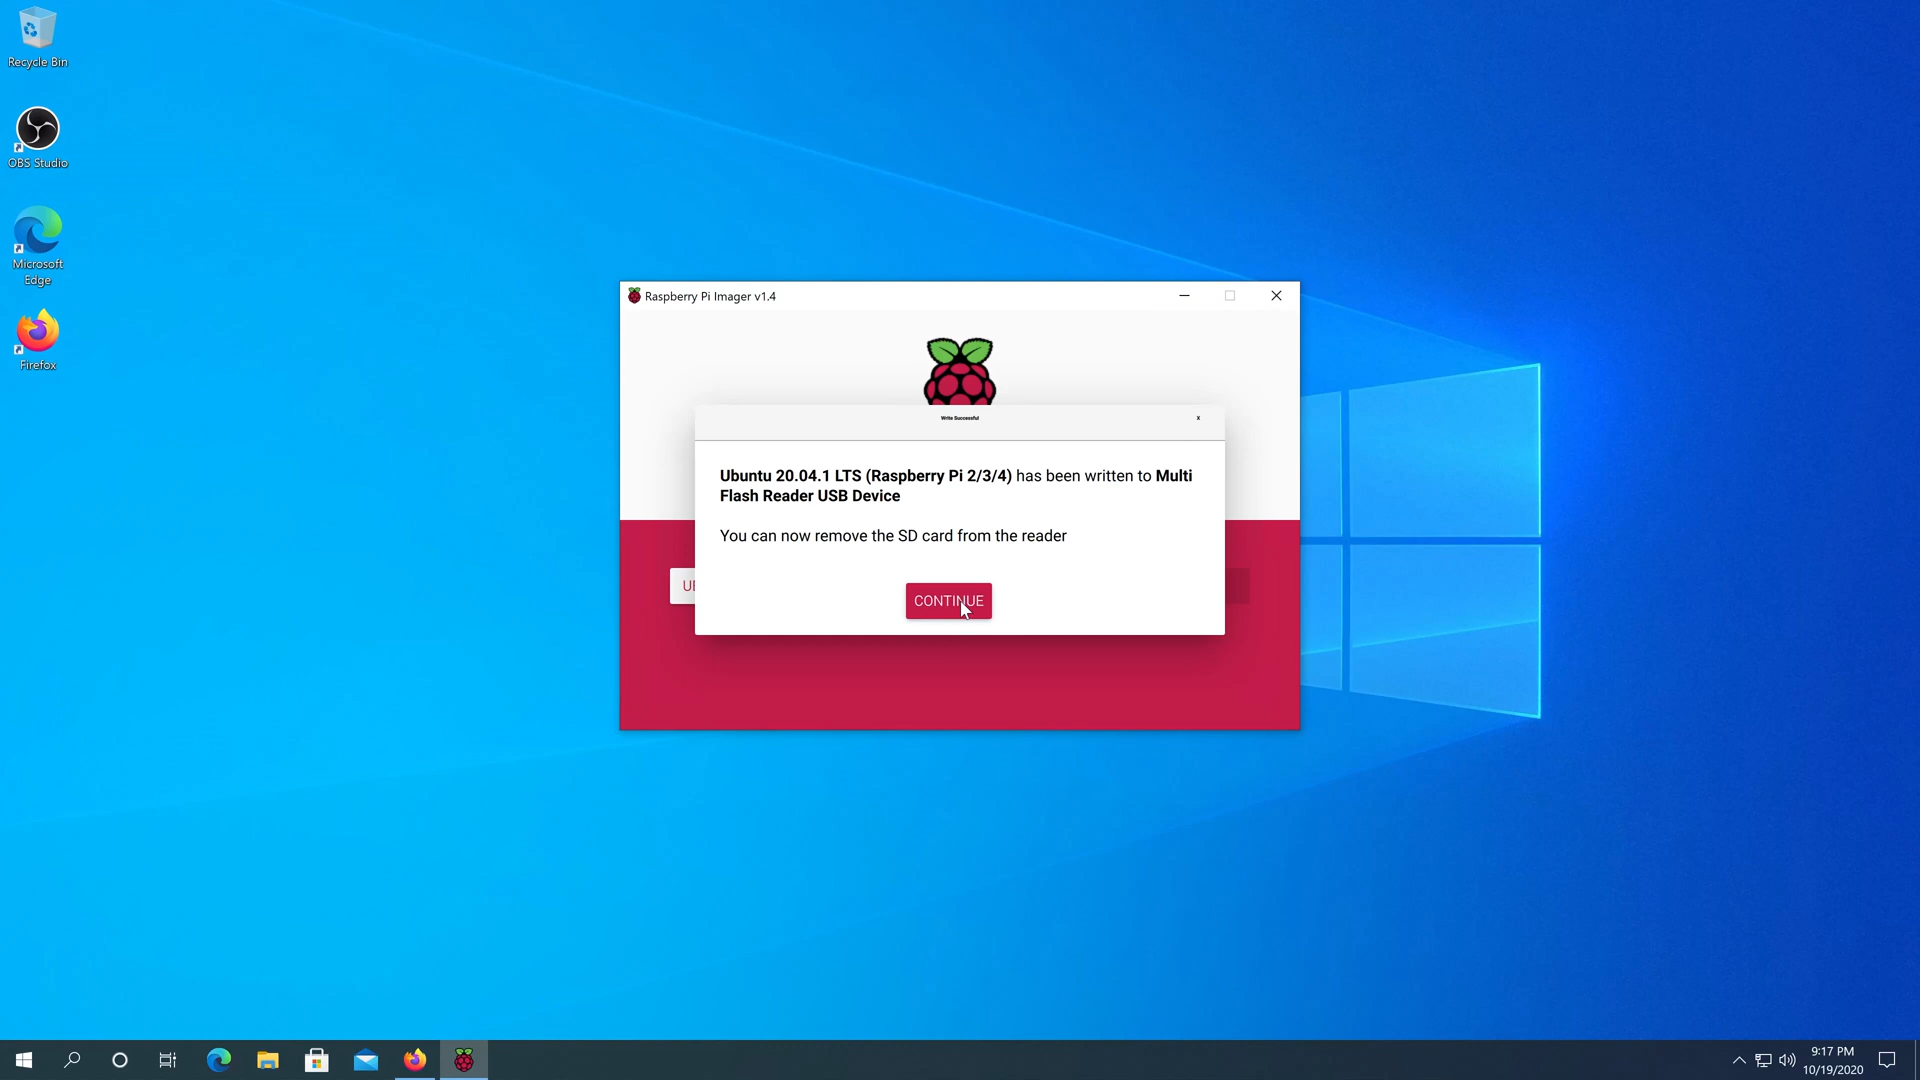 Recycle Bin
OBS Studio
Microsoft
Edge
Firefox
Raspberry Pi Imager v1.4
Write Successful
X
Ubuntu 20.04.1 LTS (Raspberry Pi 2/3/4) has been written to Multi
Flash Reader USB Device
You can now remove the SD card from the reader
CONTINUE
9:17 PM
10/19/2020